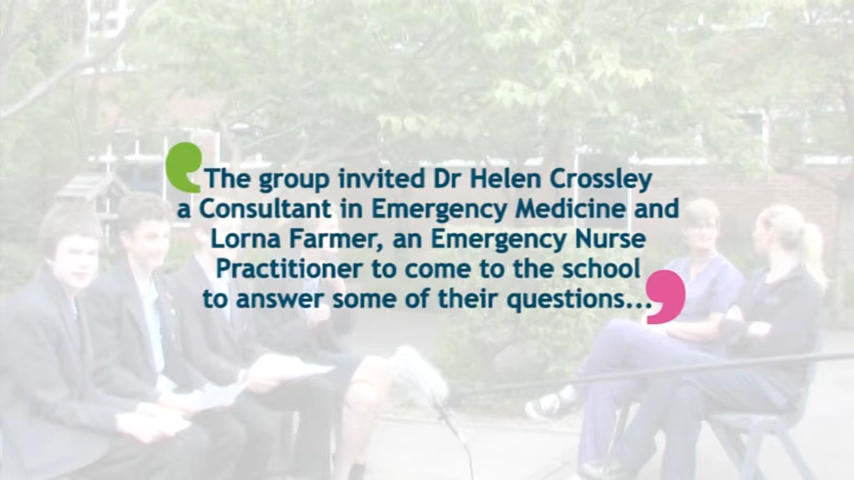 ‘The group invited Dr Helen Crossley
a Consultant in Emergency Medicine and
Lorna Farmer, an Emergency Nurse
Practitioner to come to the school
to answer some of their questions...’